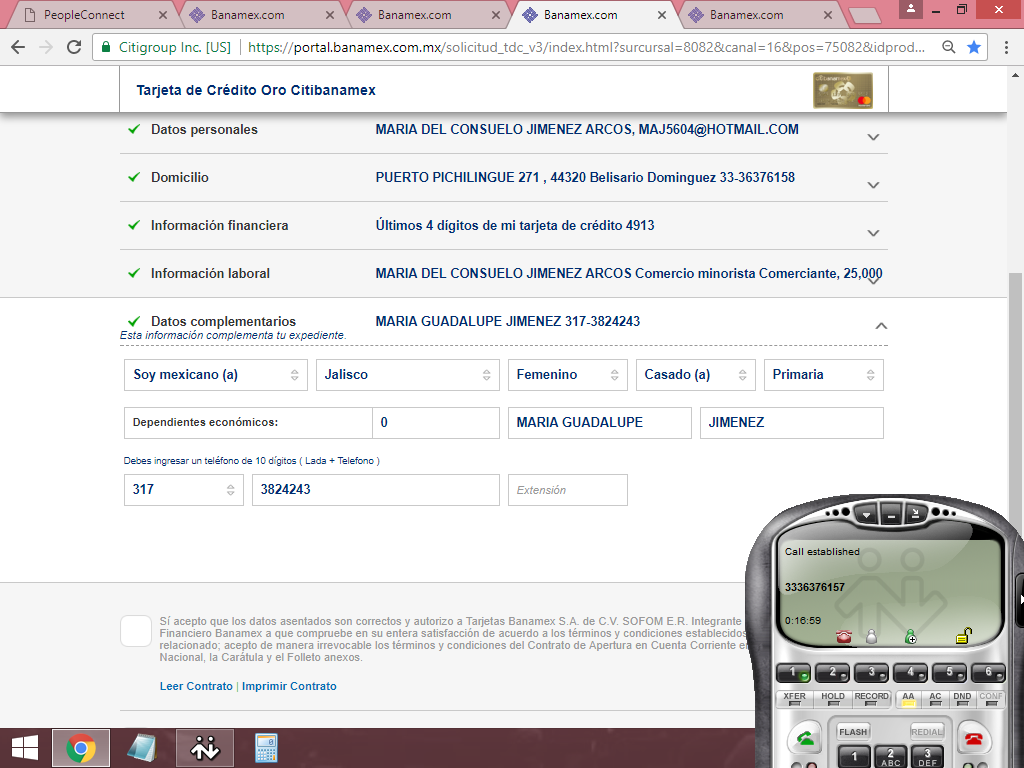 PeopleConnect
Banamex.com
Banamex.com
Banamex.com
Banamex.com
Citigroup Inc. [US] https://portal.banamex.com.mx/solicitud_tdc_v3/index.html?surcursal=8082&canal=16&pos=75082&idprod...
Tarjeta de Crédito Oro Citibanamex
Datos personales MARIA DEL CONSUELO JIMENEZ ARCOS, MAJ5604@HOTMAIL.COM
Domicilio PUERTO PICHILINGUE 271 , 44320 Belisario Dominguez 33-36376158
Información financiera Últimos 4 dígitos de mi tarjeta de crédito 4913
Información laboral MARIA DEL CONSUELO JIMENEZ ARCOS Comercio minorista Comerciante, 25,000
Datos complementarios MARIA GUADALUPE JIMENEZ 317-3824243
Esta información complementa tu expediente.
Soy mexicano (a) Jalisco Femenino Casado (a) Primaria
Dependientes económicos: 0 MARIA GUADALUPE JIMENEZ
Debes ingresar un teléfono de 10 dígitos ( Lada + Telefono )
317 3824243 Extensión
Sí acepto que los datos asentados son correctos y autorizo a Tarjetas Banamex S.A. de C.V. SOFOM E.R. Integrante
Financiero Banamex a que compruebe en su entera satisfacción de acuerdo a los términos y condiciones establecidos
relacionado; acepto de manera irrevocable los términos y condiciones del Contrato de Apertura en Cuenta Corriente en
Nacional, la Carátula y el Folleto anexos.
Leer Contrato | Imprimir Contrato
Call established
3336376157
0:16:59
1 2 3 4 5 6
XFER HOLD RECORD AA AC DND CONF
FLASH REDIAL
1 2 3
ABC DEF